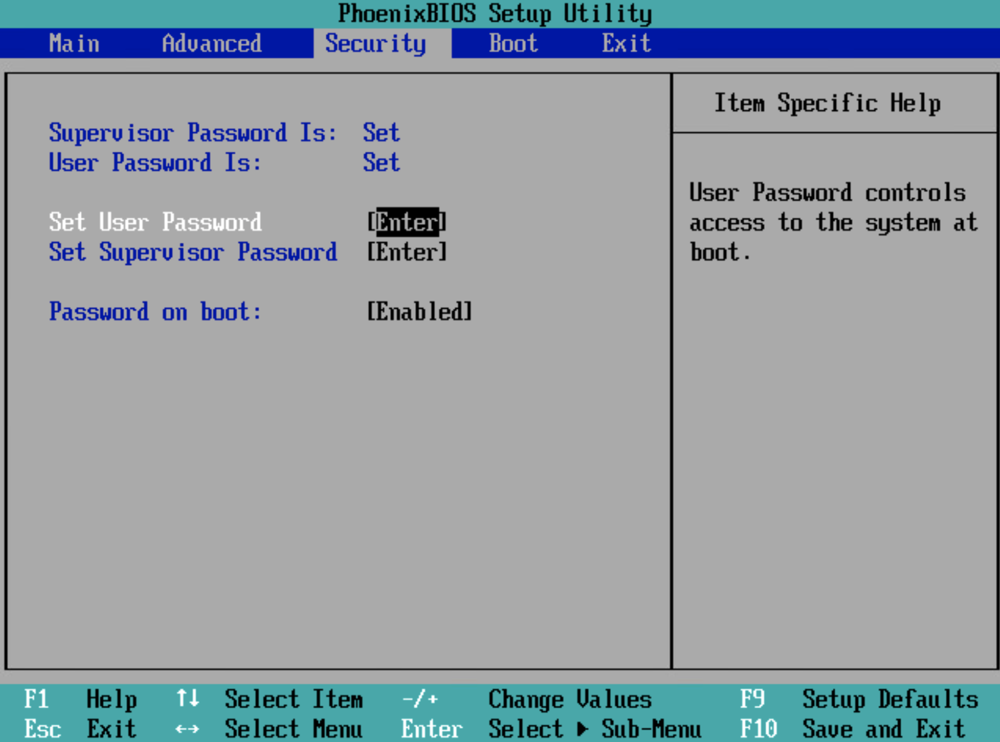 PhoenixBIOS Setup Utility
Main Advanced Security Boot Exit
Item Specific Help
Supervisor Password Is: Set
User Password Is: Set
Set User Password [Enter]
Set Supervisor Password [Enter]
Password on boot: [Enabled]
User Password controls
access to the system at
boot.
F1 Help ↑↓ Select Item -/+ Change Values F9 Setup Defaults
Esc Exit ↔ Select Menu Enter Select ▶ Sub-Menu F10 Save and Exit